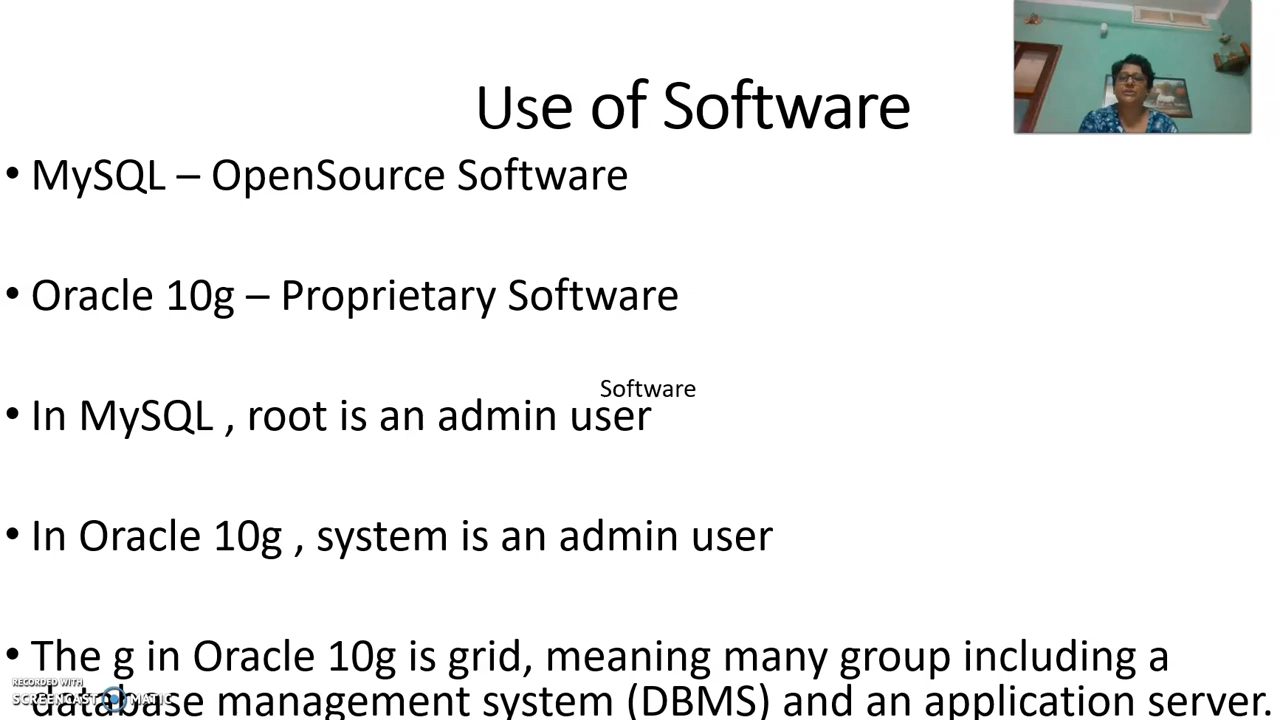 Use of Software
• MySQL – OpenSource Software
• Oracle 10g – Proprietary Software
Software
• In MySQL , root is an admin user
• In Oracle 10g , system is an admin user
• The g in Oracle 10g is grid, meaning many group including a
database management system (DBMS) and an application server.
RECORDED WITH
SCREENCAST MATIC